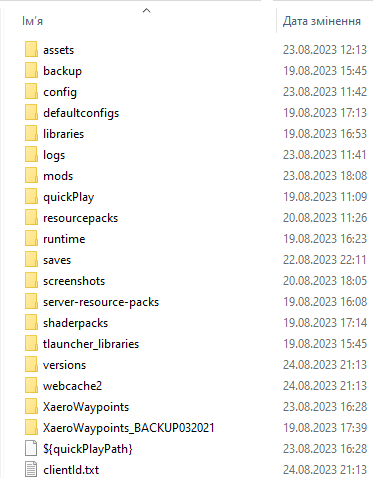 Ім'я Дата змінення
assets 23.08.2023 12:13
backup 19.08.2023 15:45
config 23.08.2023 11:42
defaultconfigs 19.08.2023 17:13
libraries 19.08.2023 16:53
logs 23.08.2023 11:41
mods 23.08.2023 18:08
quickPlay 19.08.2023 11:09
resourcepacks 20.08.2023 11:26
runtime 19.08.2023 16:23
saves 22.08.2023 22:11
screenshots 20.08.2023 18:05
server-resource-packs 19.08.2023 16:08
shaderpacks 19.08.2023 17:14
tlauncher_libraries 19.08.2023 15:45
versions 24.08.2023 21:13
webcache2 24.08.2023 21:13
XaeroWaypoints 23.08.2023 16:28
XaeroWaypoints_BACKUP032021 19.08.2023 17:39
${quickPlayPath} 23.08.2023 16:28
clientId.txt 24.08.2023 21:13